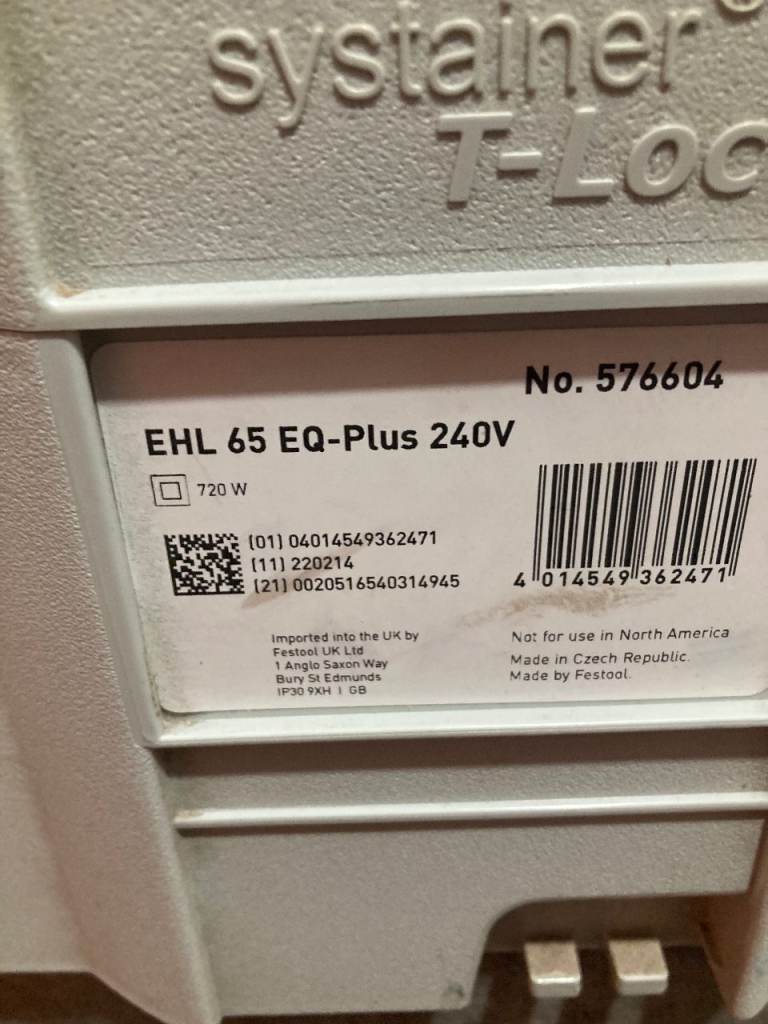 systainer®
T-Loc
No. 576604
EHL 65 EQ-Plus 240V
720 W
(01) 04014549362471
(11) 220214
(21) 0020516540314945
4 014549 362471
Imported into the UK by
Festool UK Ltd
1 Anglo Saxon Way
Bury St Edmunds
IP30 9XH | GB
Not for use in North America
Made in Czech Republic.
Made by Festool.